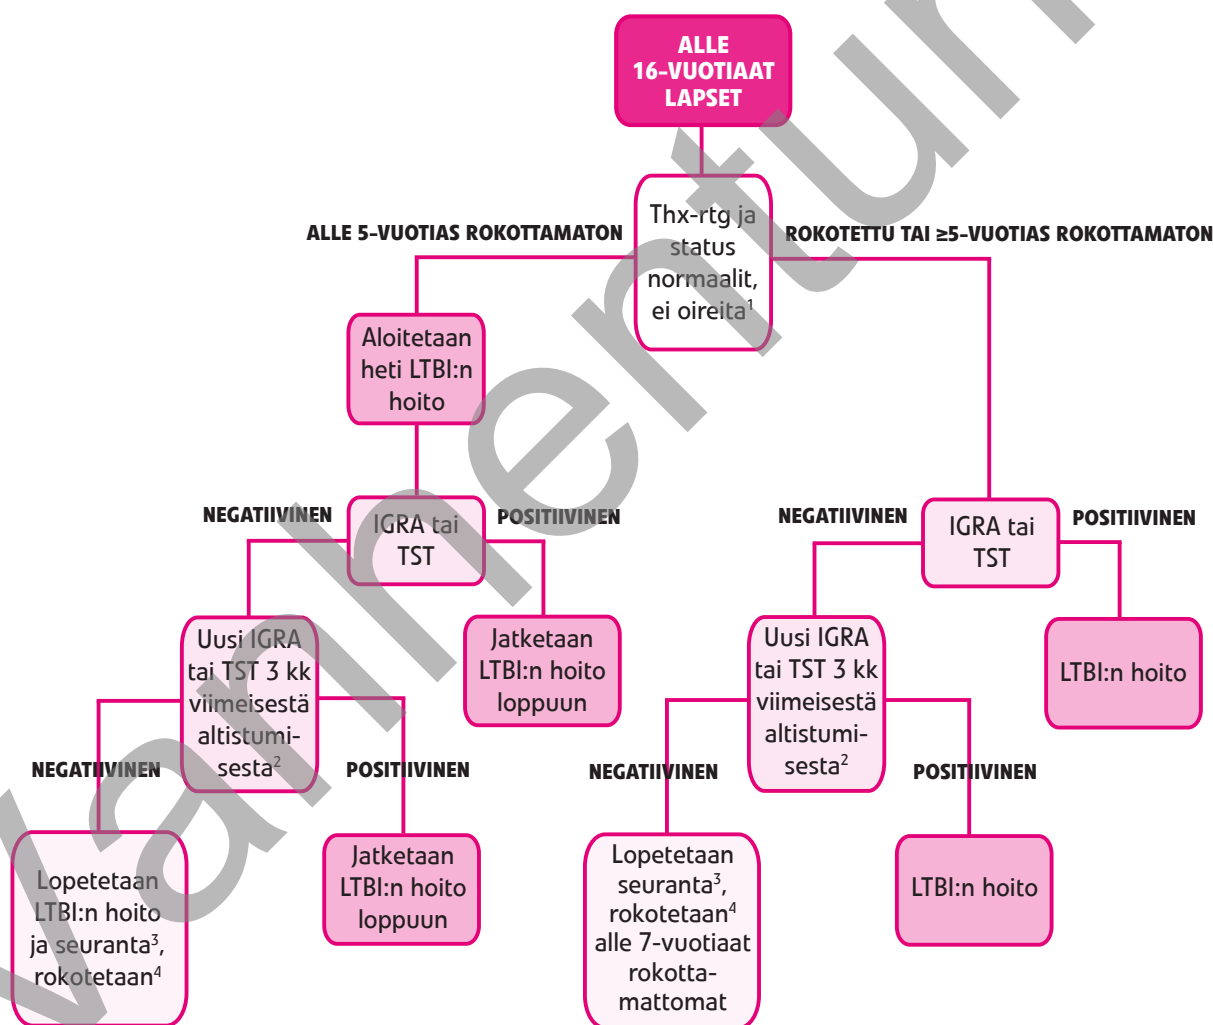 ALLE
16-VUOTIAAT
LAPSET
Thx-rtg ja
status
normaalit,
ei oireita¹
ALLE 5-VUOTIAS ROKOTTAMATON
ROKOTETTU TAI ≥5-VUOTIAS ROKOTTAMATON
Aloitetaan
heti LTBI:n
hoito
NEGATIIVINEN
IGRA tai
TST
POSITIIVINEN
Uusi IGRA
tai TST 3 kk
viimeisestä
altistumi-
sesta²
Jatketaan
LTBI:n hoito
loppuun
NEGATIIVINEN
POSITIIVINEN
Lopetetaan
LTBI:n hoito
ja seuranta³,
rokotetaan⁴
Jatketaan
LTBI:n hoito
loppuun
NEGATIIVINEN
IGRA tai
TST
POSITIIVINEN
Uusi IGRA
tai TST 3 kk
viimeisestä
altistumi-
sesta²
LTBI:n hoito
NEGATIIVINEN
POSITIIVINEN
Lopetetaan
seuranta³,
rokotetaan⁴
alle 7-vuotiaat
rokotta-
mattomat
LTBI:n hoito
Vanhentun